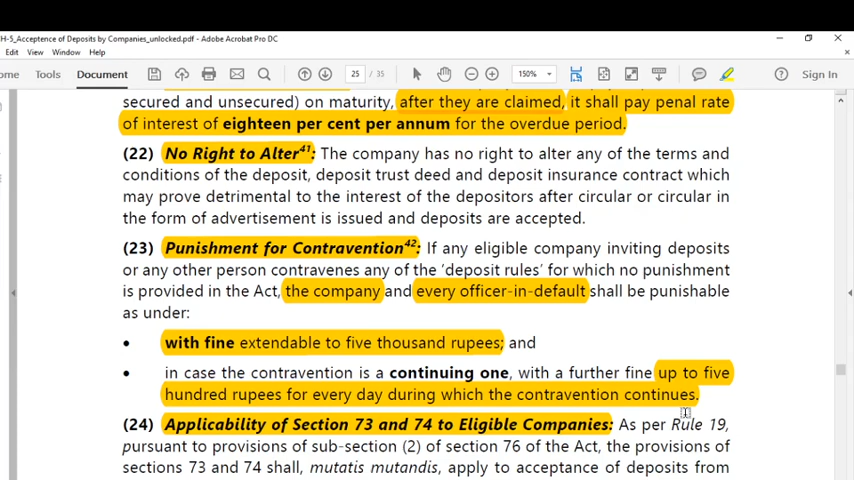 H-5_Acceptance of Deposits by Companies_unlocked.pdf - Adobe Acrobat Pro DC
Edit View Window Help
ome Tools Document 25 / 35 150% Sign In
secured and unsecured) on maturity, after they are claimed, it shall pay penal rate
of interest of eighteen per cent per annum for the overdue period.
(22) No Right to Alter41: The company has no right to alter any of the terms and
conditions of the deposit, deposit trust deed and deposit insurance contract which
may prove detrimental to the interest of the depositors after circular or circular in
the form of advertisement is issued and deposits are accepted.
(23) Punishment for Contravention42: If any eligible company inviting deposits
or any other person contravenes any of the ‘deposit rules’ for which no punishment
is provided in the Act, the company and every officer-in-default shall be punishable
as under:
• with fine extendable to five thousand rupees; and
• in case the contravention is a continuing one, with a further fine up to five
hundred rupees for every day during which the contravention continues.
(24) Applicability of Section 73 and 74 to Eligible Companies: As per Rule 19,
pursuant to provisions of sub-section (2) of section 76 of the Act, the provisions of
sections 73 and 74 shall, mutatis mutandis, apply to acceptance of deposits from